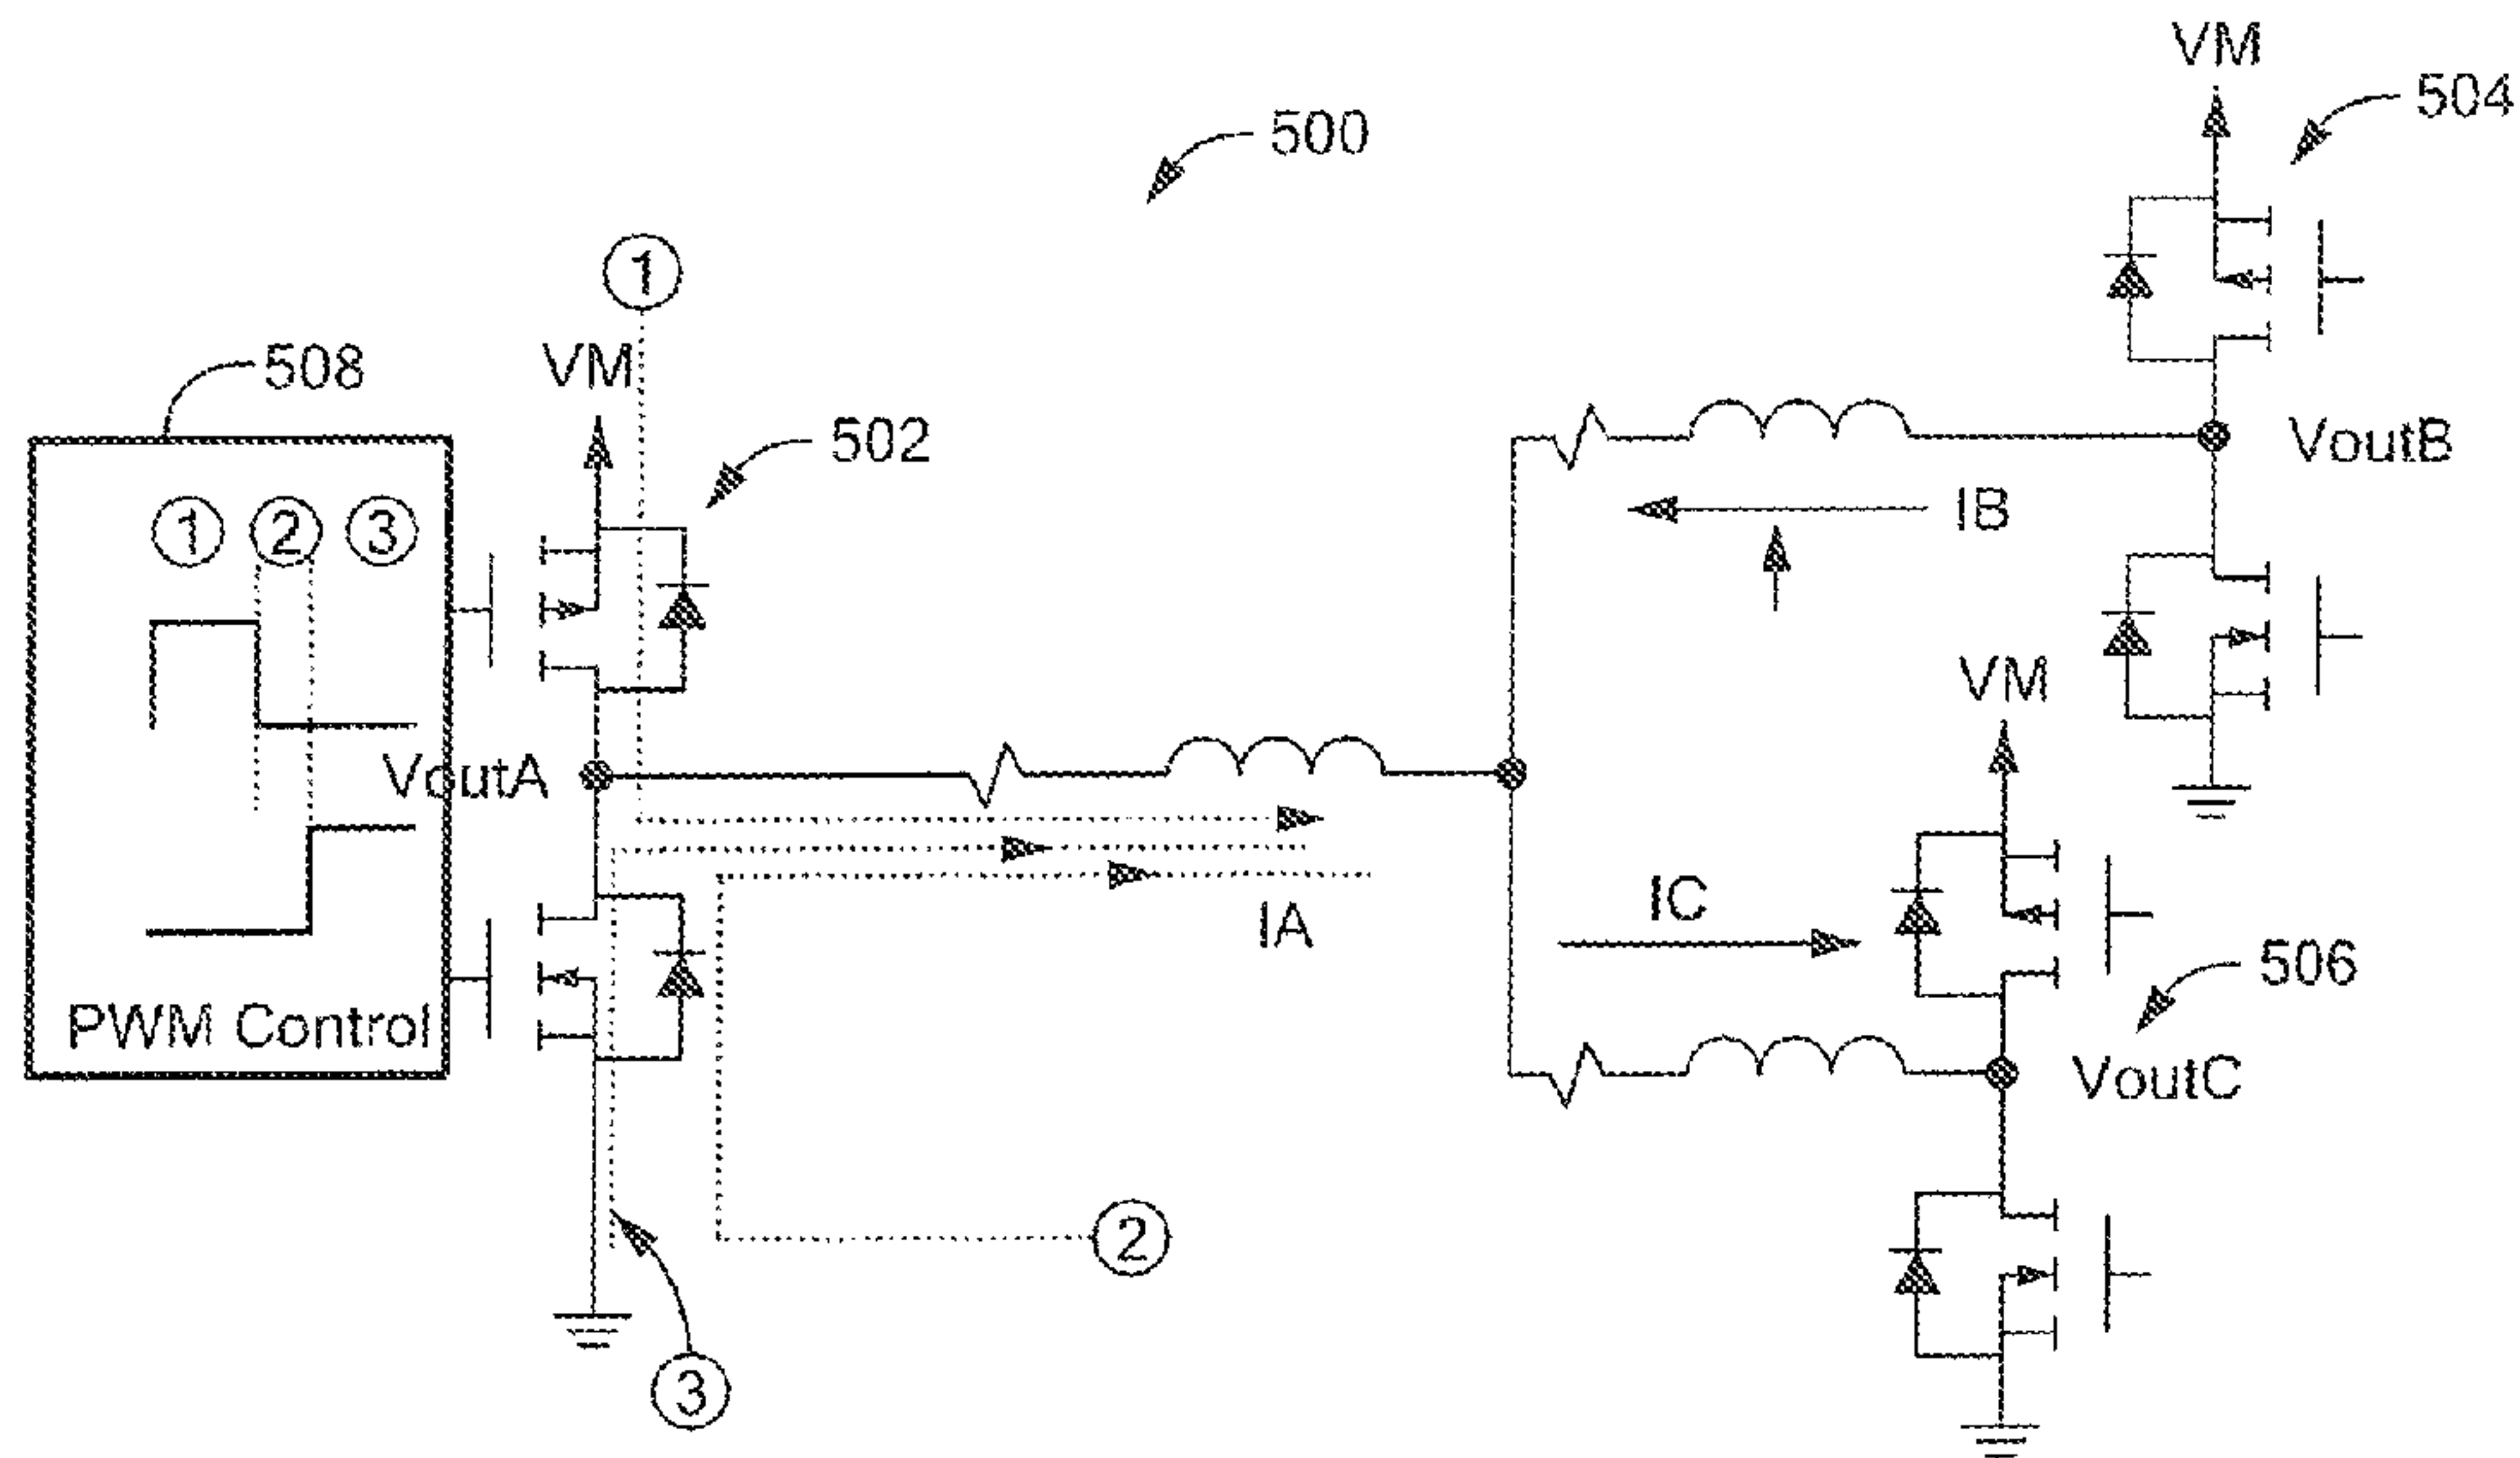 VM
504
500
①
508
VM
502
VoutB
① ② ③
IB
VM
VoutA
IC
IA
506
PWM Control
VoutC
②
③